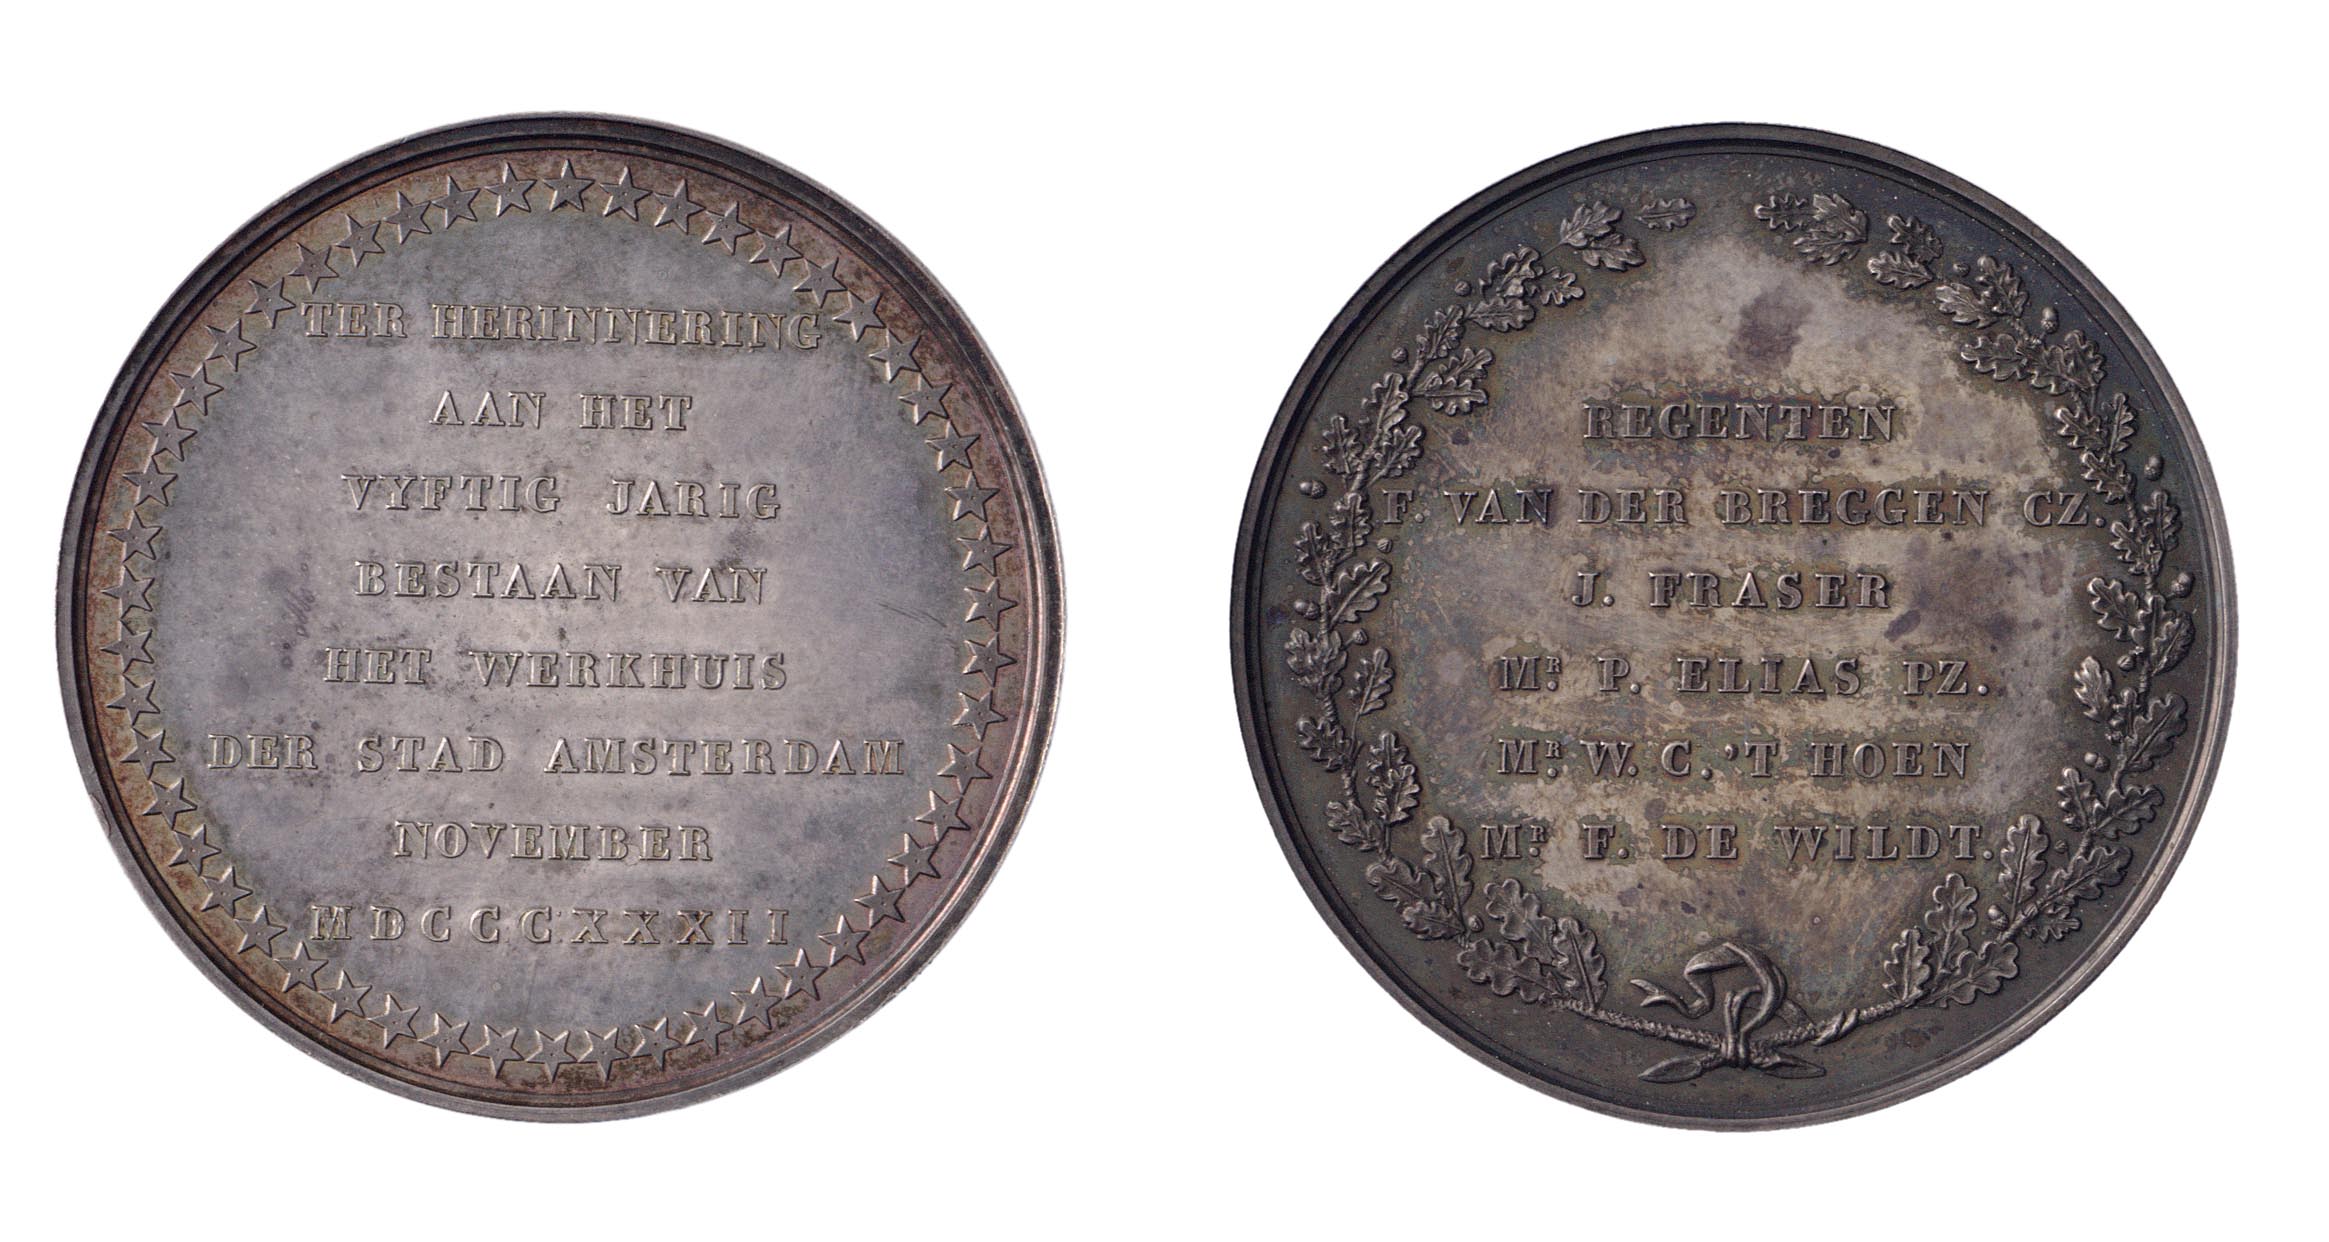 TER HERINNERING
AAN HET
VYFTIG JARIG
BESTAAN VAN
HET WERKHUIS
DER STAD AMSTERDAM
NOVEMBER
MDCCCXXXII
REGENTEN
F. VAN DER BREGGEN CZ.
J. FRASER
MR. P. ELIAS PZ.
MR. W. C. 'T HOEN
MR. F. DE WILDT.